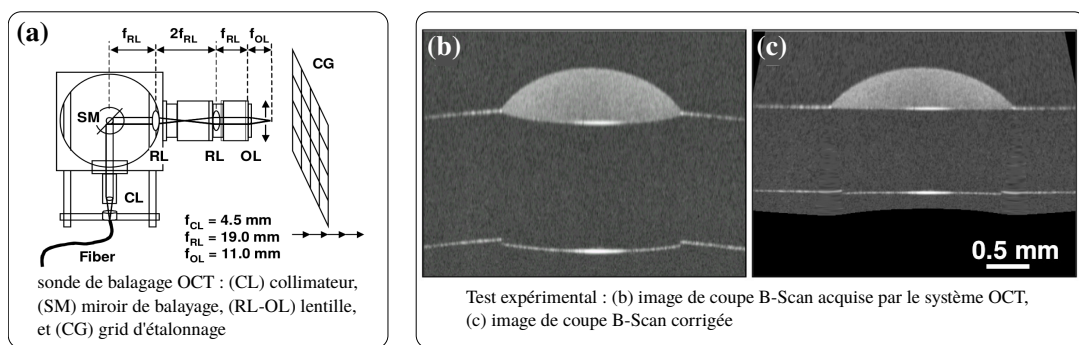 (a)
f_RL 2f_RL f_RL f_OL
CG
SM
RL RL OL
CL
Fiber
f_CL = 4.5 mm
f_RL = 19.0 mm
f_OL = 11.0 mm
sonde de balagage OCT : (CL) collimateur,
(SM) miroir de balayage, (RL-OL) lentille,
et (CG) grid d'étalonnage
(b)
(c)
0.5 mm
Test expérimental : (b) image de coupe B-Scan acquise par le système OCT,
(c) image de coupe B-Scan corrigée